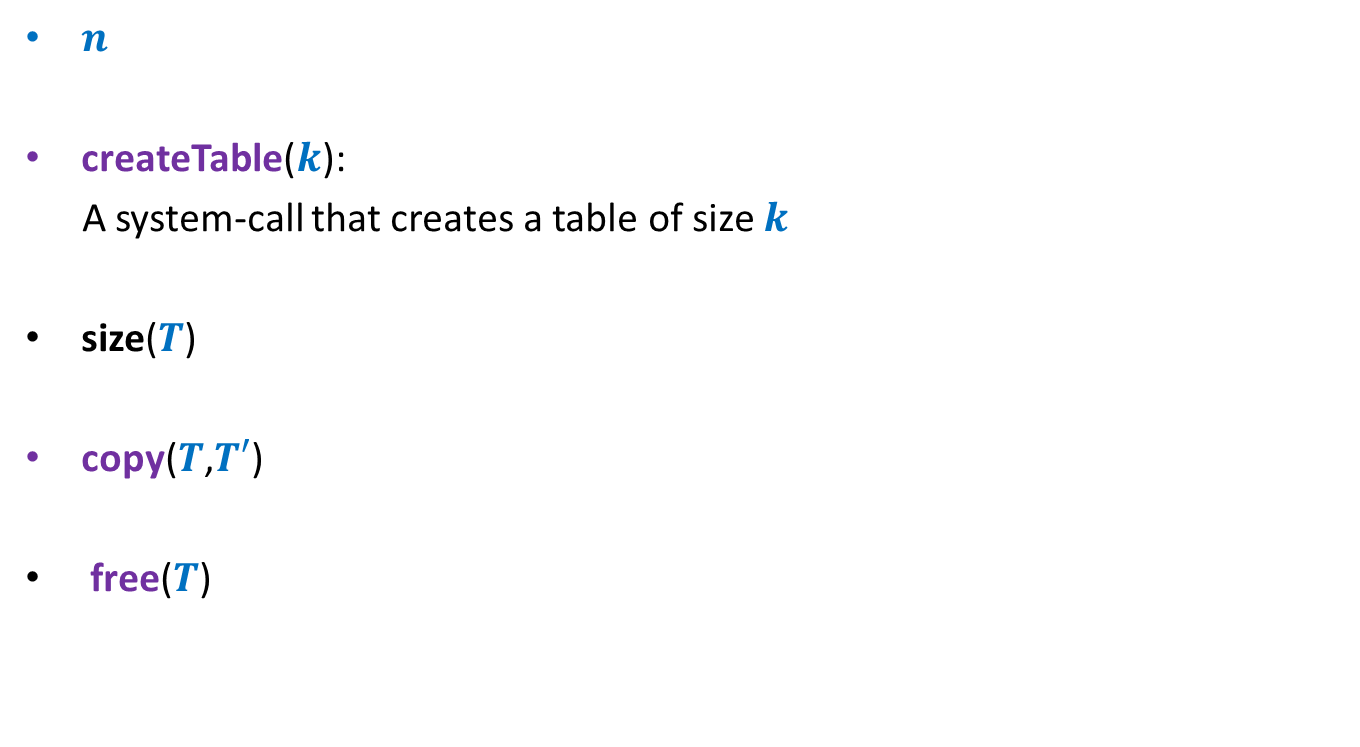 • n
• createTable(k):
A system-call that creates a table of size k
• size(T)
• copy(T,T′)
• free(T)